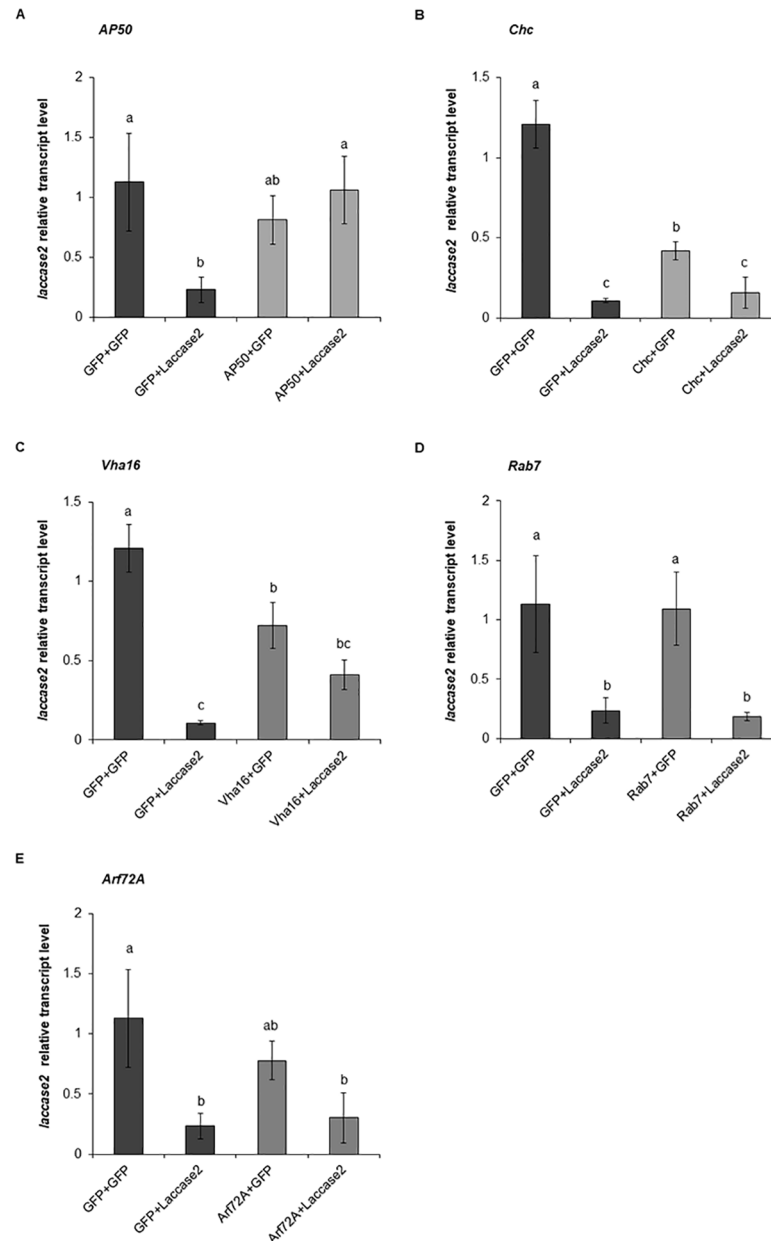 A
AP50
laccase2 relative transcript level
2
1.5
1
0.5
0
a
b
ab
a
GFP+GFP
GFP+Laccase2
AP50+GFP
AP50+Laccase2
B
Chc
laccase2 relative transcript level
1.5
1
0.5
0
a
c
b
c
GFP+GFP
GFP+Laccase2
Chc+GFP
Chc+Laccase2
C
Vha16
laccase2 relative transcript level
1.5
1
0.5
0
a
c
b
bc
GFP+GFP
GFP+Laccase2
Vha16+GFP
Vha16+Laccase2
D
Rab7
laccase2 relative transcript level
2
1.5
1
0.5
0
a
b
a
b
GFP+GFP
GFP+Laccase2
Rab7+GFP
Rab7+Laccase2
E
Arf72A
laccase2 relative transcript level
2
1.5
1
0.5
0
a
b
ab
b
GFP+GFP
GFP+Laccase2
Arf72A+GFP
Arf72A+Laccase2